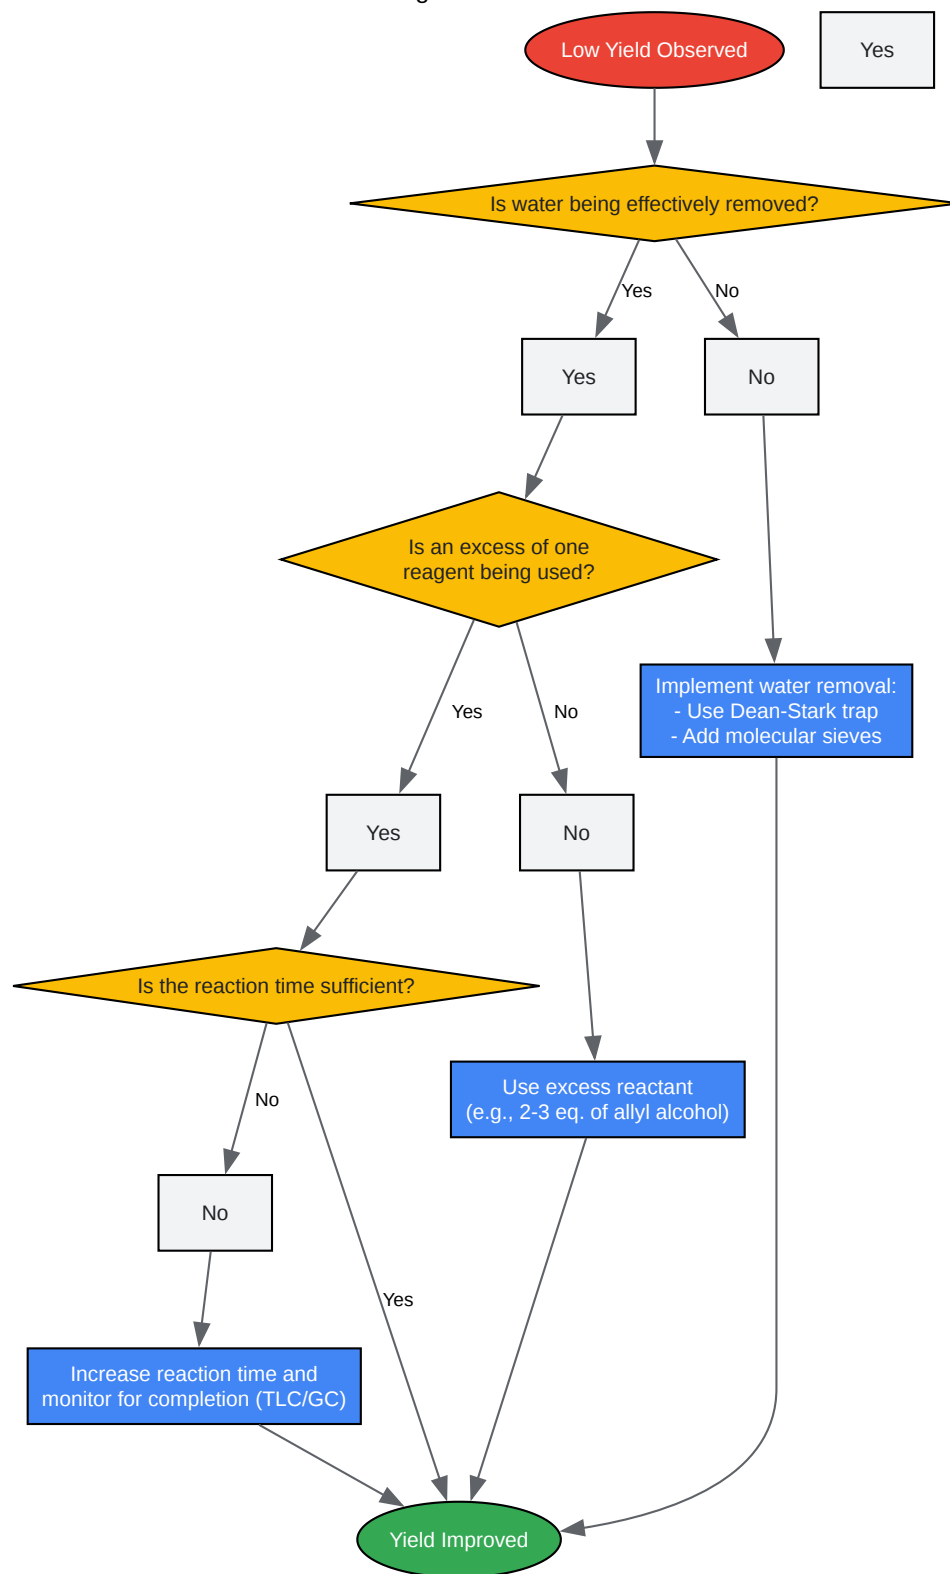 Low Yield Observed
Yes
Is water being effectively removed?
Yes
No
Yes
No
Is an excess of one
reagent being used?
Implement water removal:
- Use Dean-Stark trap
- Add molecular sieves
Yes
No
Yes
No
Is the reaction time sufficient?
Use excess reactant
(e.g., 2-3 eq. of allyl alcohol)
No
No
Yes
Increase reaction time and
monitor for completion (TLC/GC)
Yield Improved